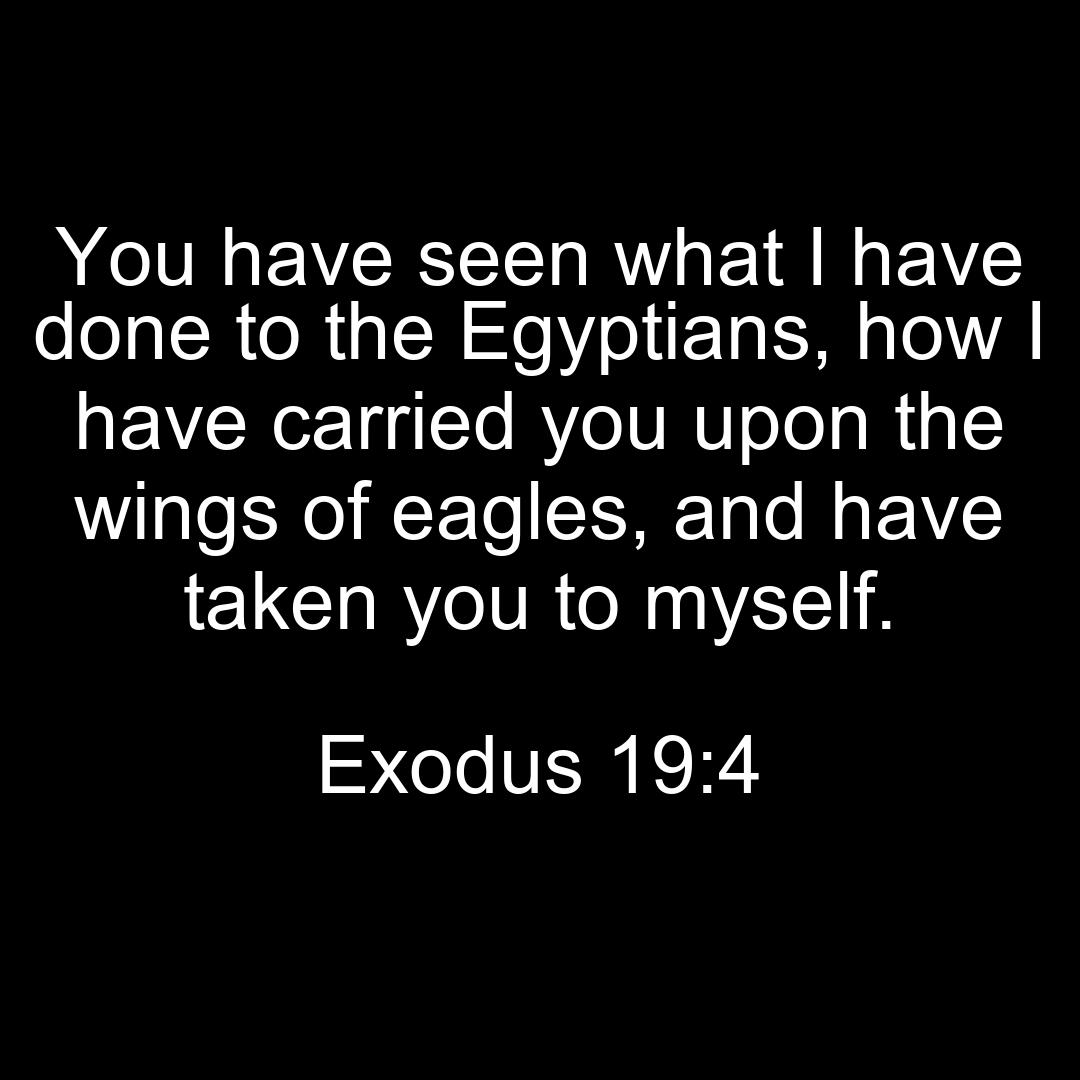 You have seen what I have
done to the Egyptians, how I
have carried you upon the
wings of eagles, and have
taken you to myself.
Exodus 19:4